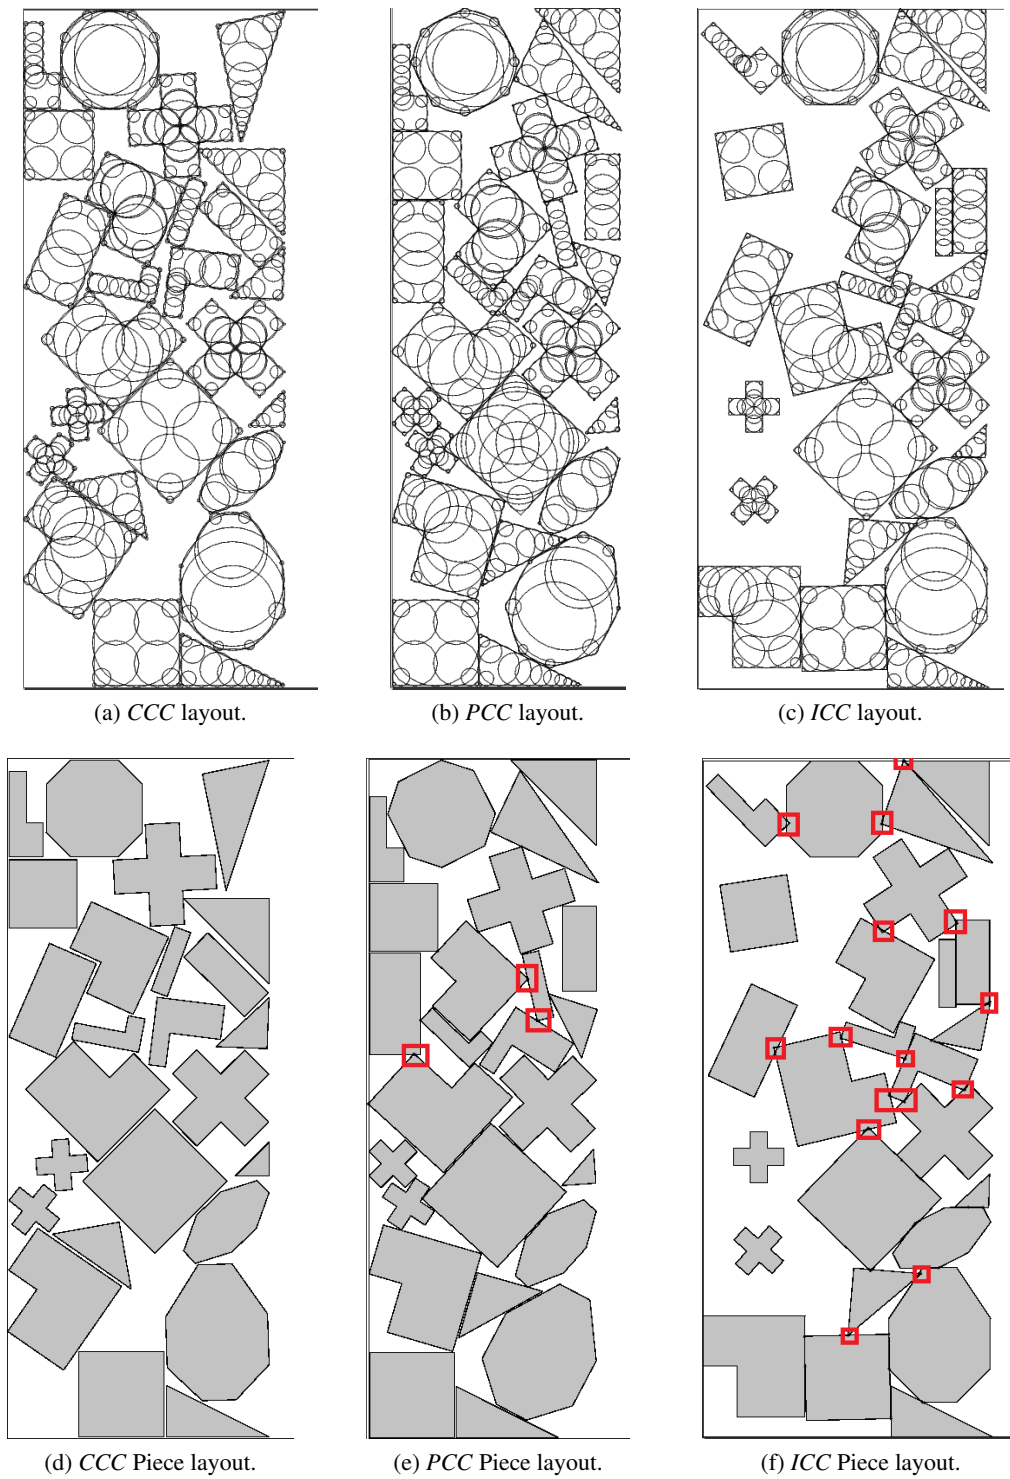 (a) CCC layout.
(b) PCC layout.
(c) ICC layout.
(d) CCC Piece layout.
(e) PCC Piece layout.
(f) ICC Piece layout.